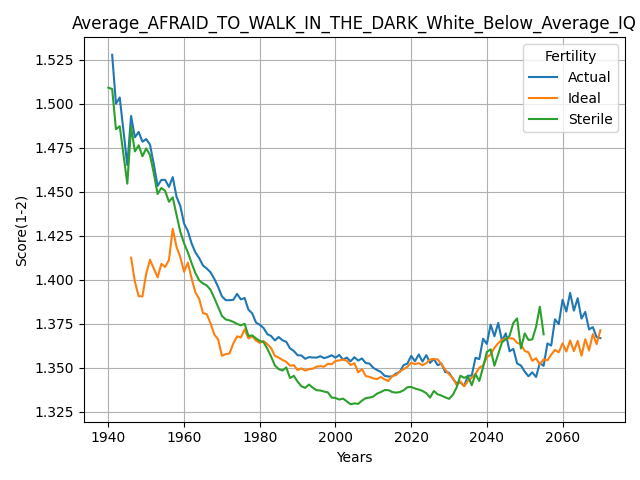 Average_AFRAID_TO_WALK_IN_THE_DARK_White_Below_Average_IQ
Fertility
Actual
Ideal
Sterile
1.525
1.500
1.475
1.450
1.425
1.400
1.375
1.350
1.325
Score(1-2)
1940 1960 1980 2000 2020 2040 2060
Years